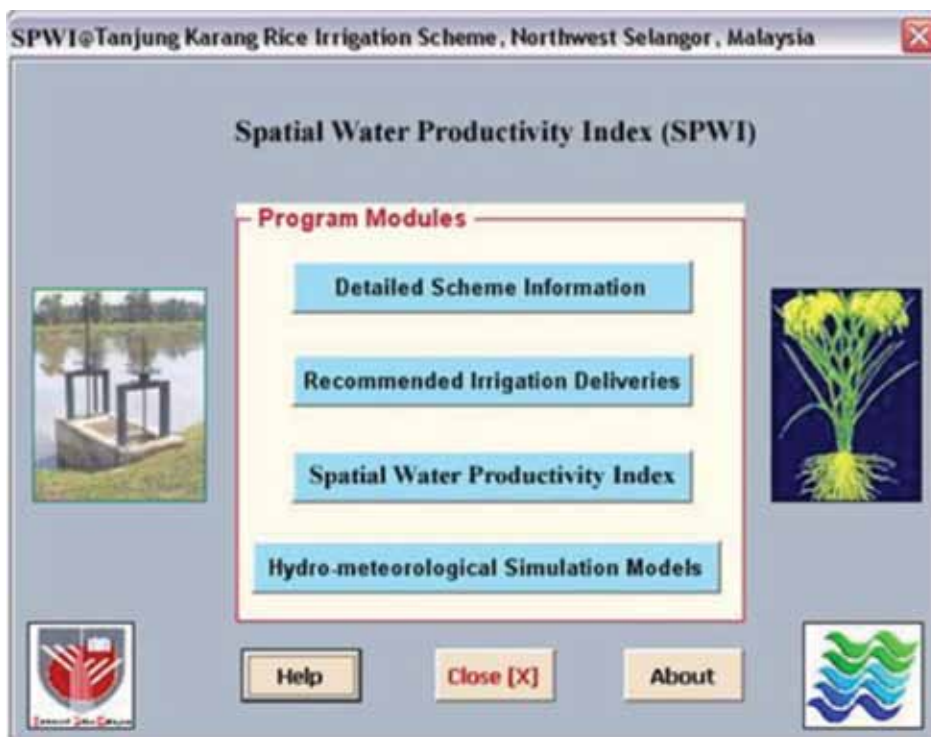 SPWI@Tanjung Karang Rice Irrigation Scheme, Northwest Selangor, Malaysia
Spatial Water Productivity Index (SPWI)
Program Modules
Detailed Scheme Information
Recommended Irrigation Deliveries
Spatial Water Productivity Index
Hydro-meteorological Simulation Models
Help
Close [X]
About